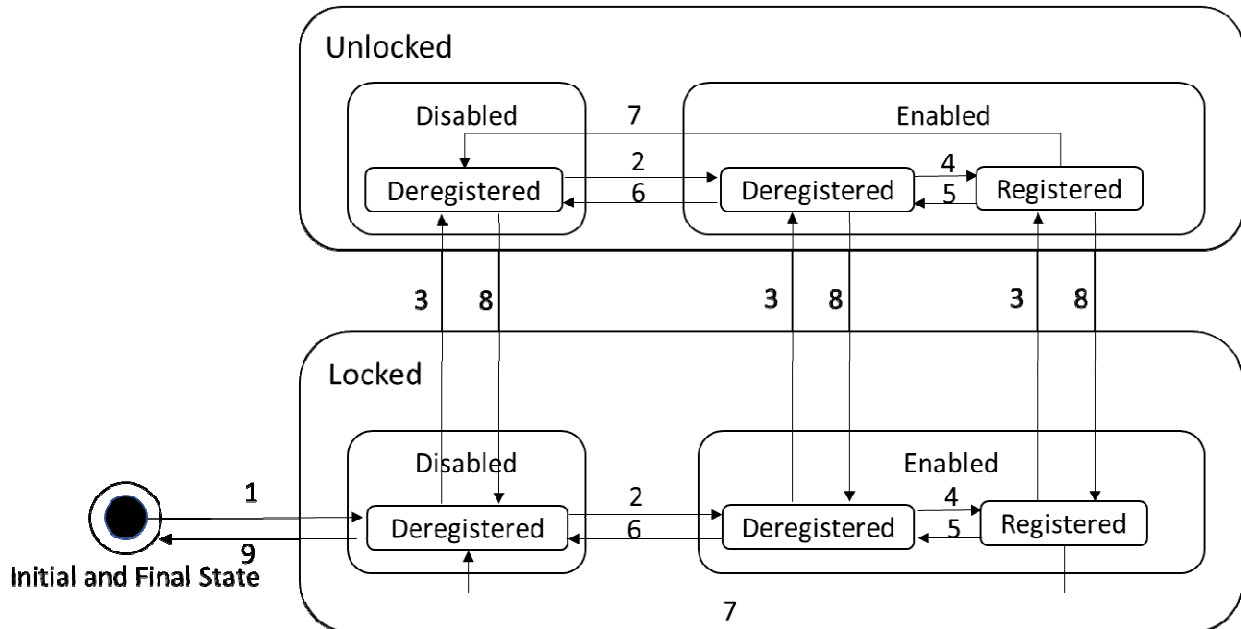 Unlocked
Disabled 7 Enabled
2 4
Deregistered Deregistered Registered
6 5
3 8 3 8 3 8
Locked
Disabled Enabled
1 2 4
Deregistered Deregistered Registered
6 5
9
Initial and Final State
7